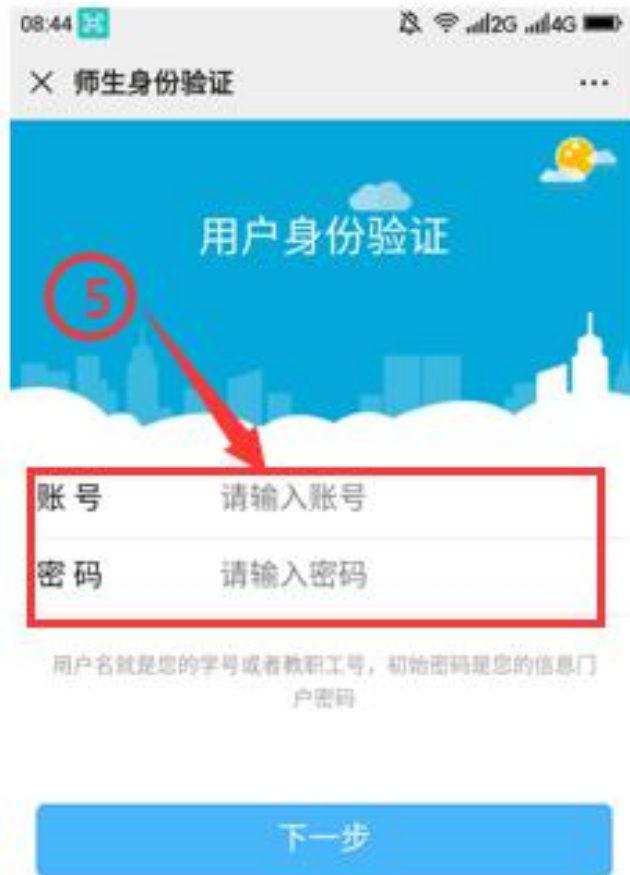 08:44 2G 4G
师生身份验证
用户身份验证
5
账号 请输入账号
密码 请输入密码
用户名就是您的学号或者教职工号，初始密码是您的信息门
户密码
下一步